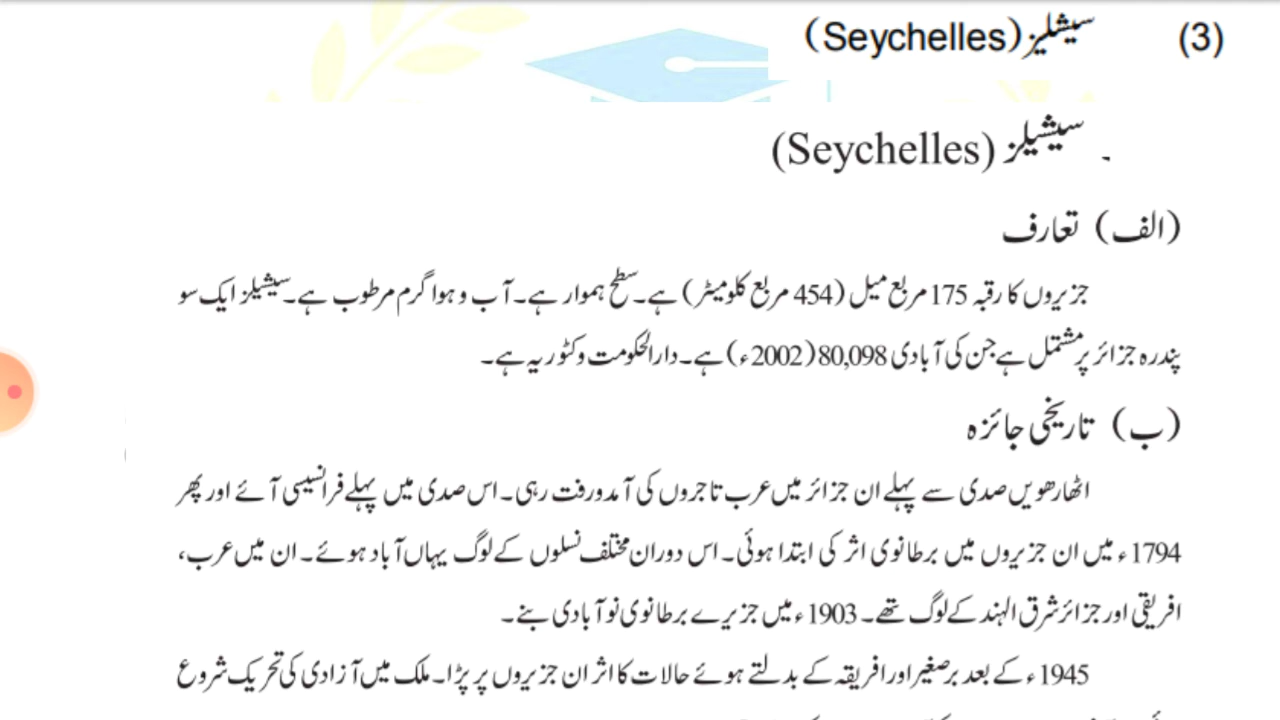 (3) سیشلیز (Seychelles)
۔ سیشیلز (Seychelles)
(الف) تعارف
جزیروں کا رقبہ 175 مربع میل (454 مربع کلومیٹر) ہے۔ سطح ہموار ہے۔ آب و ہوا گرم مرطوب ہے۔ سیشیلز ایک سو
پندرہ جزائر پر مشتمل ہے جن کی آبادی 80,098 (2002ء) ہے۔ دارالحکومت وکٹوریہ ہے۔
(ب) تاریخی جائزہ
اٹھارھویں صدی سے پہلے ان جزائر میں عرب تاجروں کی آمدورفت رہی۔ اس صدی میں پہلے فرانسیسی آئے اور پھر
1794ء میں ان جزیروں میں برطانوی اثر کی ابتدا ہوئی۔ اس دوران مختلف نسلوں کے لوگ یہاں آباد ہوئے۔ ان میں عرب،
افریقی اور جزائر شرق الہند کے لوگ تھے۔ 1903ء میں جزیرے برطانوی نوآبادی بنے۔
1945ء کے بعد برصغیر اور افریقہ کے بدلتے ہوئے حالات کا اثر ان جزیروں پر پڑا۔ ملک میں آزادی کی تحریک شروع